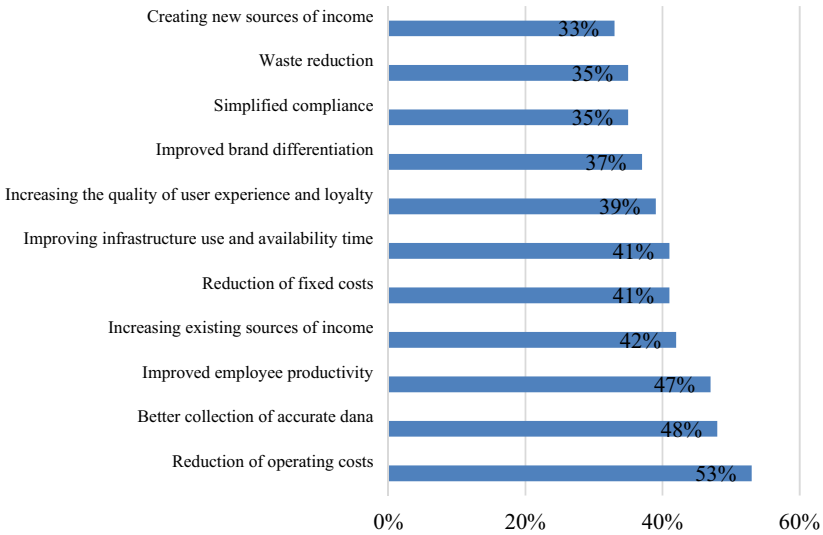 Creating new sources of income
33%
Waste reduction
35%
Simplified compliance
35%
Improved brand differentiation
37%
Increasing the quality of user experience and loyalty
39%
Improving infrastructure use and availability time
41%
Reduction of fixed costs
41%
Increasing existing sources of income
42%
Improved employee productivity
47%
Better collection of accurate dana
48%
Reduction of operating costs
53%
0% 20% 40% 60%